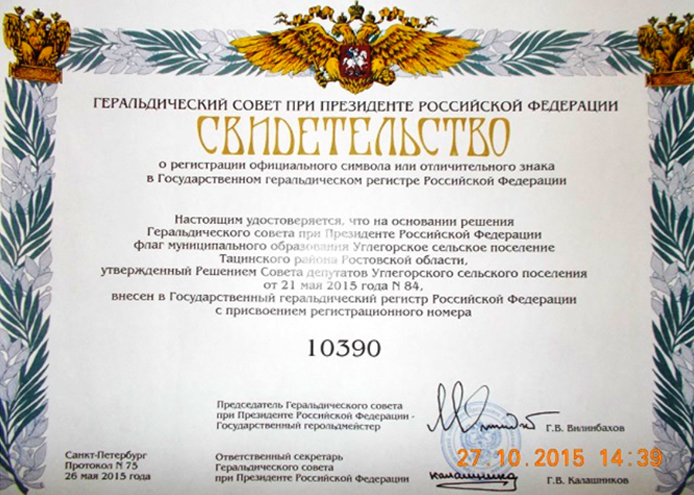 ГЕРАЛЬДИЧЕСКИЙ СОВЕТ ПРИ ПРЕЗИДЕНТЕ РОССИЙСКОЙ ФЕДЕРАЦИИ
СВИДЕТЕЛЬСТВО
о регистрации официального символа или отличительного знака
в Государственном геральдическом регистре Российской Федерации
Настоящим удостоверяется, что на основании решения
Геральдического совета при Президенте Российской Федерации
флаг муниципального образования Углегорское сельское поселение
Тацинского района Ростовской области,
утвержденный Решением Совета депутатов Углегорского сельского поселения
от 21 мая 2015 года N 84,
внесен в Государственный геральдический регистр Российской Федерации
с присвоением регистрационного номера
10390
Председатель Геральдического совета
при Президенте Российской Федерации -
Государственный герольдмейстер
Г.В. Вилинбахов
Санкт-Петербург
Протокол N 75
26 мая 2015 года
Ответственный секретарь
Геральдического совета
при Президенте Российской Федерации
Г.В. Калашников
27.10.2015 14:39